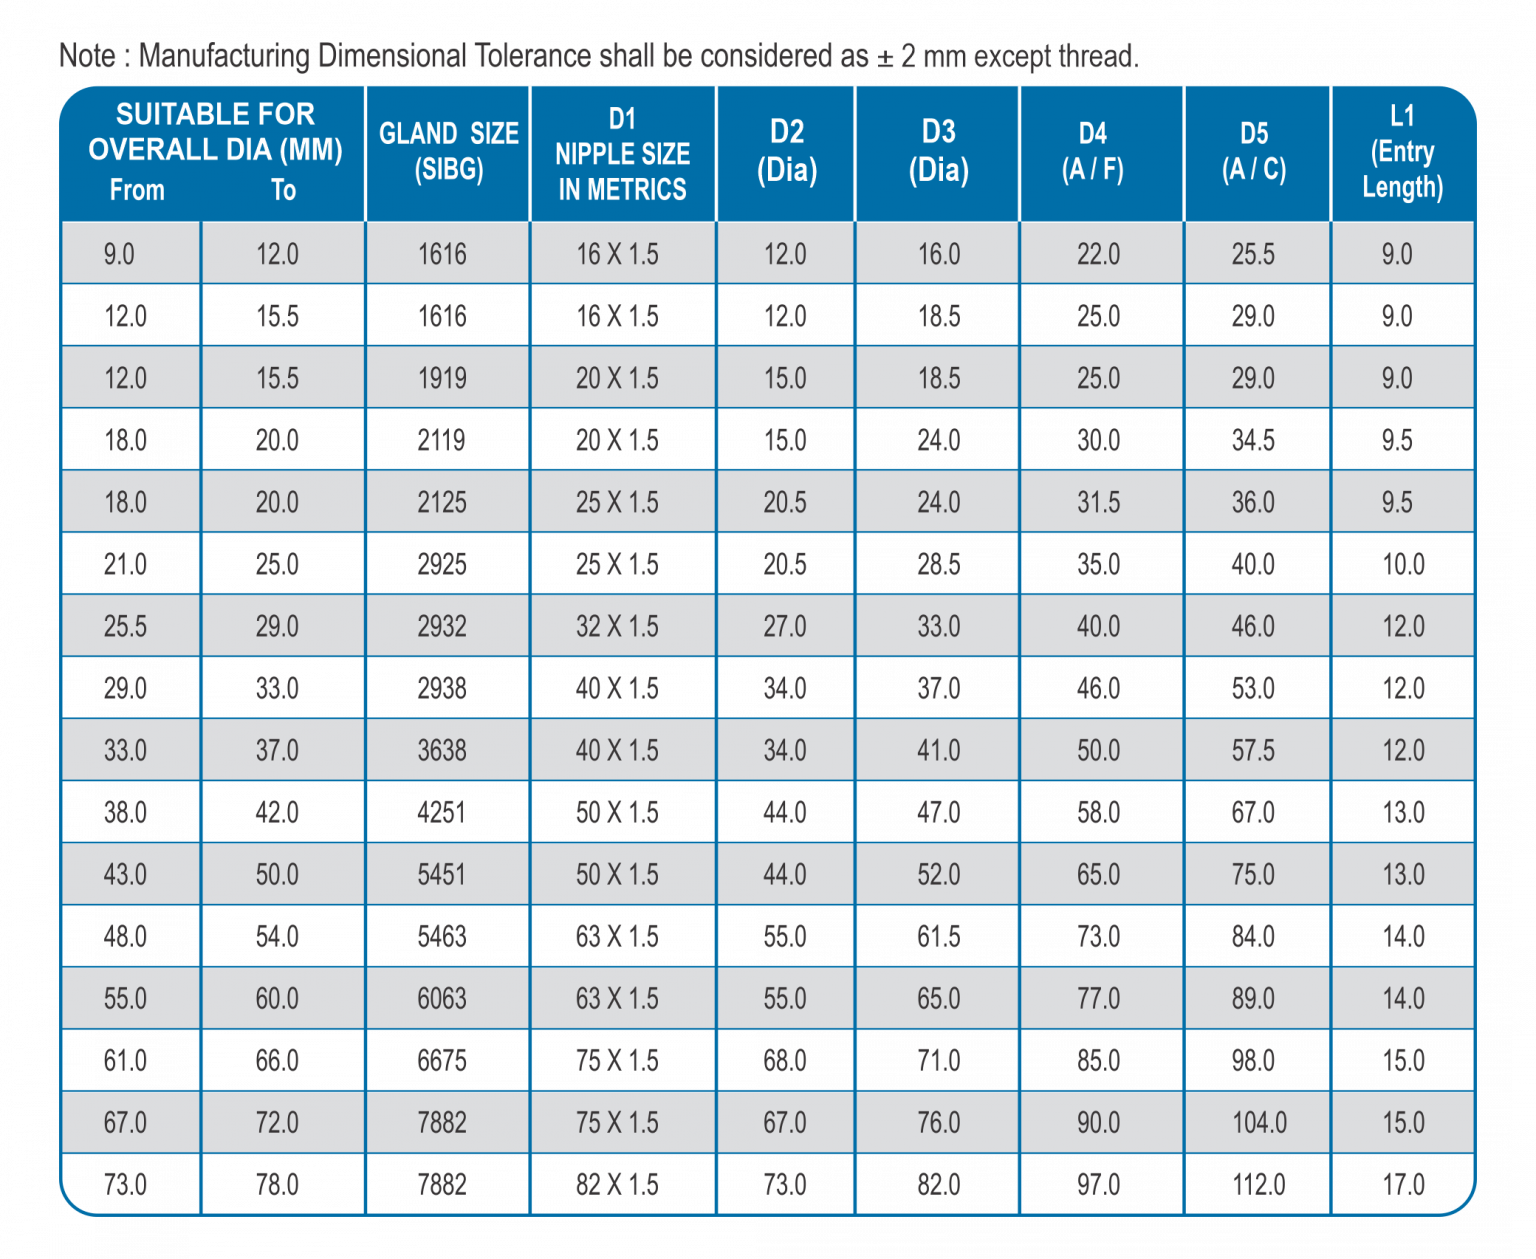 Note : Manufacturing Dimensional Tolerance shall be considered as ± 2 mm except thread.
SUITABLE FOR
OVERALL DIA (MM)
From To
GLAND SIZE
(SIBG)
D1
NIPPLE SIZE
IN METRICS
D2
(Dia)
D3
(Dia)
D4
(A / F)
D5
(A / C)
L1
(Entry
Length)
9.0 12.0 1616 16 X 1.5 12.0 16.0 22.0 25.5 9.0
12.0 15.5 1616 16 X 1.5 12.0 18.5 25.0 29.0 9.0
12.0 15.5 1919 20 X 1.5 15.0 18.5 25.0 29.0 9.0
18.0 20.0 2119 20 X 1.5 15.0 24.0 30.0 34.5 9.5
18.0 20.0 2125 25 X 1.5 20.5 24.0 31.5 36.0 9.5
21.0 25.0 2925 25 X 1.5 20.5 28.5 35.0 40.0 10.0
25.5 29.0 2932 32 X 1.5 27.0 33.0 40.0 46.0 12.0
29.0 33.0 2938 40 X 1.5 34.0 37.0 46.0 53.0 12.0
33.0 37.0 3638 40 X 1.5 34.0 41.0 50.0 57.5 12.0
38.0 42.0 4251 50 X 1.5 44.0 47.0 58.0 67.0 13.0
43.0 50.0 5451 50 X 1.5 44.0 52.0 65.0 75.0 13.0
48.0 54.0 5463 63 X 1.5 55.0 61.5 73.0 84.0 14.0
55.0 60.0 6063 63 X 1.5 55.0 65.0 77.0 89.0 14.0
61.0 66.0 6675 75 X 1.5 68.0 71.0 85.0 98.0 15.0
67.0 72.0 7882 75 X 1.5 67.0 76.0 90.0 104.0 15.0
73.0 78.0 7882 82 X 1.5 73.0 82.0 97.0 112.0 17.0